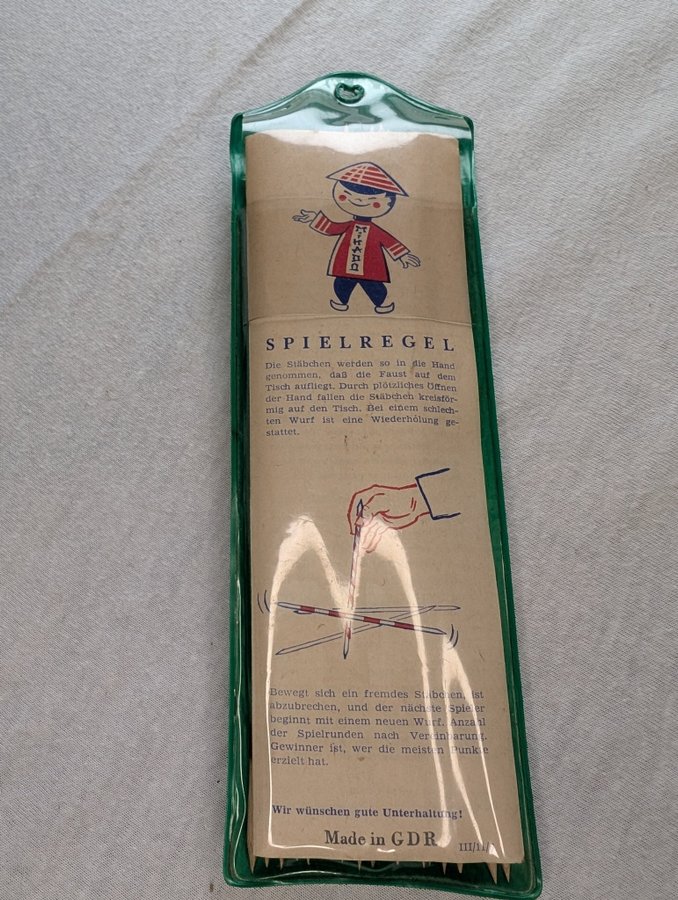 MIKADO
SPIELREGEL
Die Stäbchen werden so in die Hand
genommen, daß die Faust auf dem
Tisch aufliegt. Durch plötzliches Öffnen
der Hand fallen die Stäbchen kreisför-
mig auf den Tisch. Bei einem schlech-
ten Wurf ist eine Wiederholung ge-
stattet.
Bewegt sich ein fremdes Stäbchen, ist
abzubrechen, und der nächste Spieler
beginnt mit einem neuen Wurf. Anzahl
der Spielrunden nach Vereinbarung.
Gewinner ist, wer die meisten Punkte
erzielt hat.
Wir wünschen gute Unterhaltung!
Made in GDR